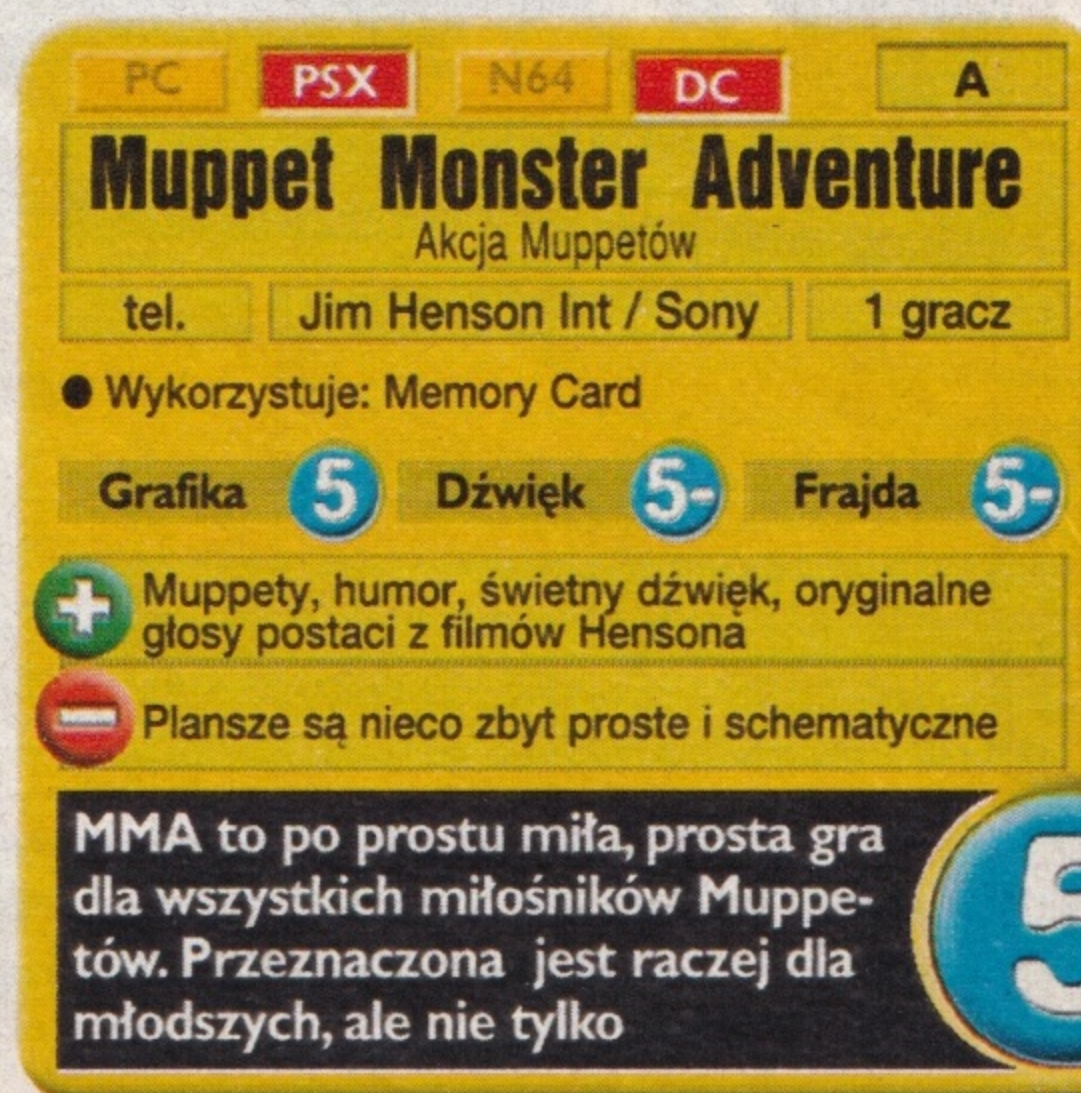 PC PSX N64 DC A
Muppet Monster Adventure
Akcja Muppetów
tel. Jim Henson Int / Sony 1 gracz
● Wykorzystuje: Memory Card
Grafika 5 Dźwięk 5- Frajda 5-
+ Muppety, humor, świetny dźwięk, oryginalne
głosy postaci z filmów Hensona
− Plansze są nieco zbyt proste i schematyczne
MMA to po prostu miła, prosta gra
dla wszystkich miłośników Muppe-
tów. Przeznaczona jest raczej dla
młodszych, ale nie tylko
5